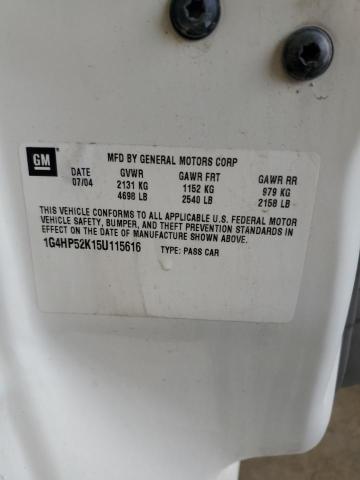 GM
MFD BY GENERAL MOTORS CORP
DATE GVWR GAWR FRT GAWR RR
07/04 2131 KG 1152 KG 979 KG
4698 LB 2540 LB 2158 LB
THIS VEHICLE CONFORMS TO ALL APPLICABLE U.S. FEDERAL MOTOR
VEHICLE SAFETY, BUMPER, AND THEFT PREVENTION STANDARDS IN
EFFECT ON THE DATE OF MANUFACTURE SHOWN ABOVE.
1G4HP52K15U115616 TYPE: PASS CAR